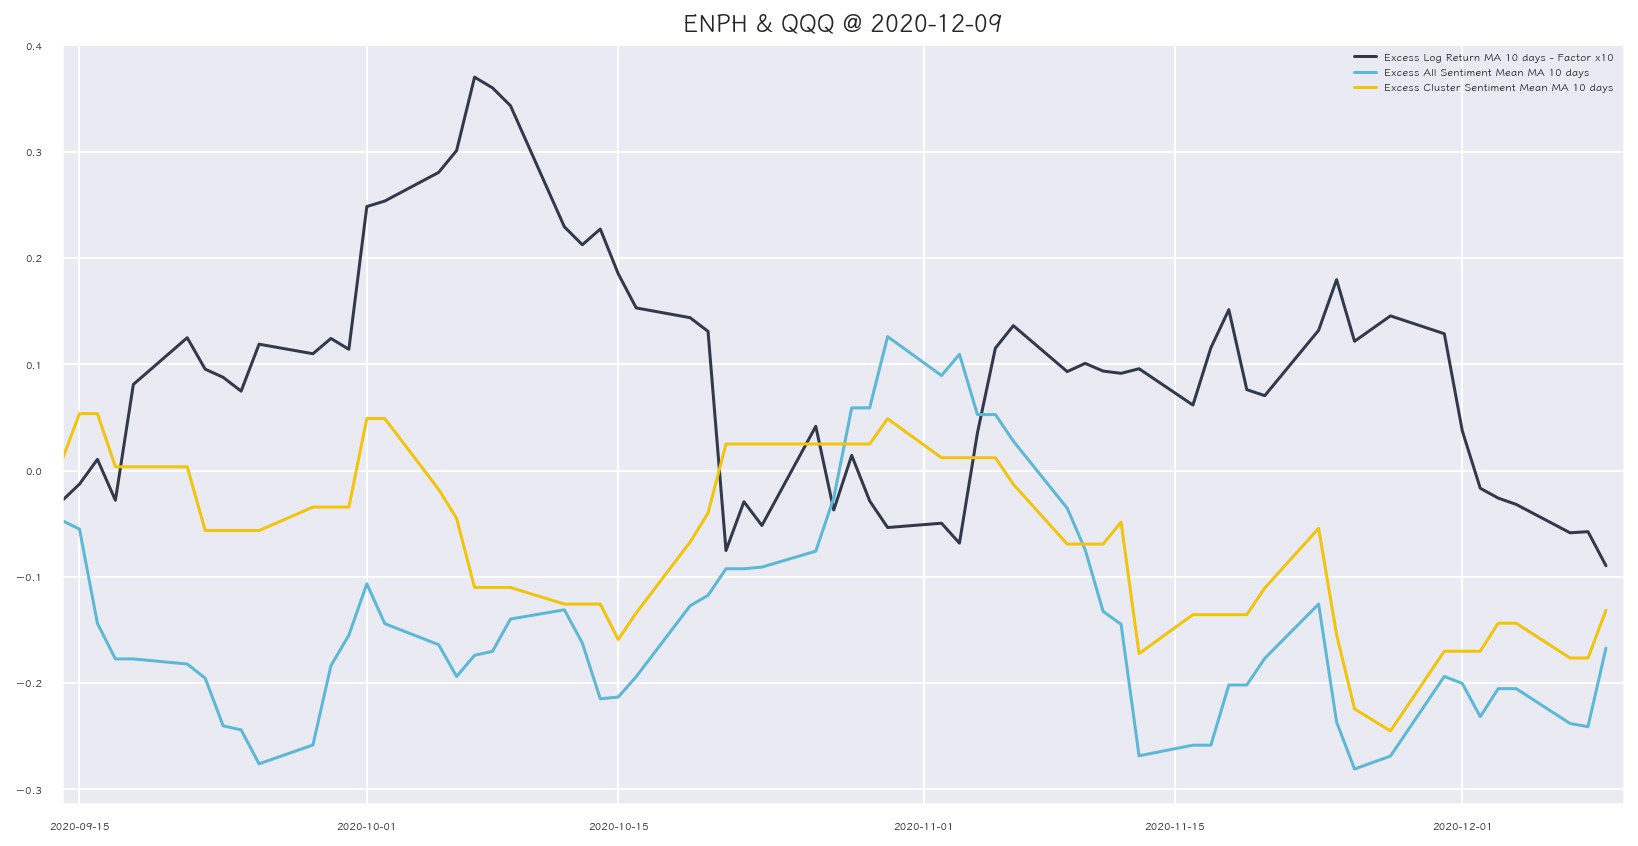 ENPH & QQQ @ 2020-12-09
Excess Log Return MA 10 days - Factor x10
Excess All Sentiment Mean MA 10 days
Excess Cluster Sentiment Mean MA 10 days
0.4
0.3
0.2
0.1
0.0
−0.1
−0.2
−0.3
2020-09-15 2020-10-01 2020-10-15 2020-11-01 2020-11-15 2020-12-01